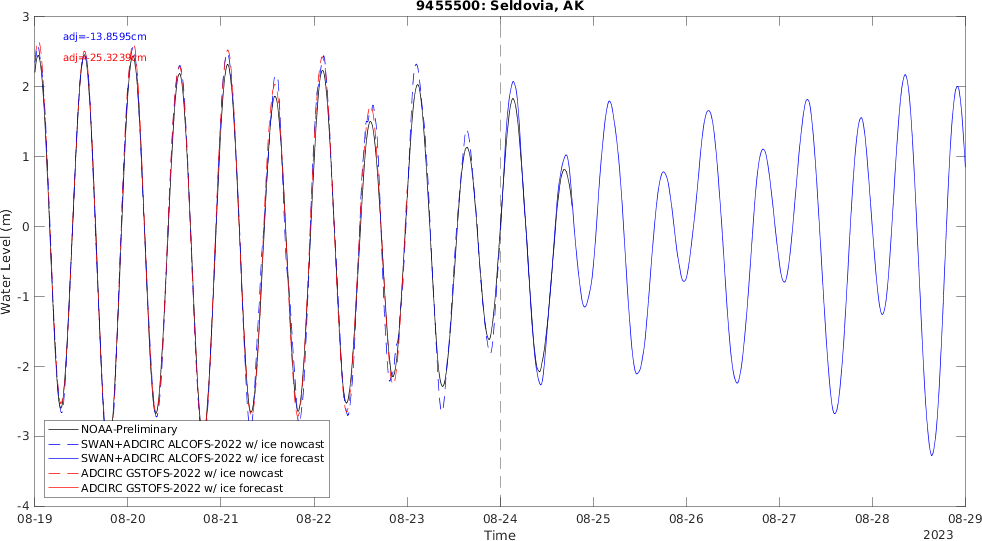 9455500: Seldovia, AK
adj=-13.8595cm
adj=-25.3239cm
Water Level (m)
3
2
1
0
-1
-2
-3
-4
NOAA-Preliminary
SWAN+ADCIRC ALCOFS-2022 w/ ice nowcast
SWAN+ADCIRC ALCOFS-2022 w/ ice forecast
ADCIRC GSTOFS-2022 w/ ice nowcast
ADCIRC GSTOFS-2022 w/ ice forecast
08-19 08-20 08-21 08-22 08-23 08-24 08-25 08-26 08-27 08-28 08-29
Time
2023